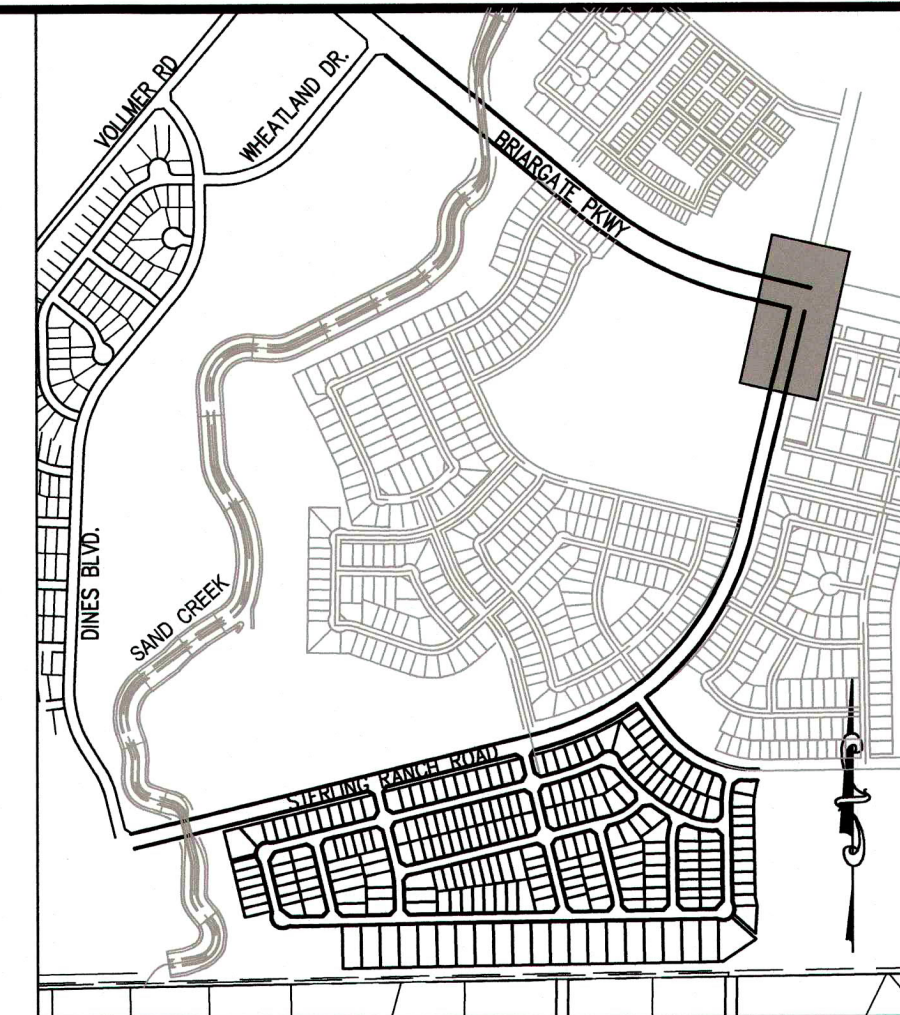 VOLLMER RD
WHEATLAND DR.
BRIARGATE PKWY
DINES BLVD.
SAND CREEK
STERLING RANCH ROAD